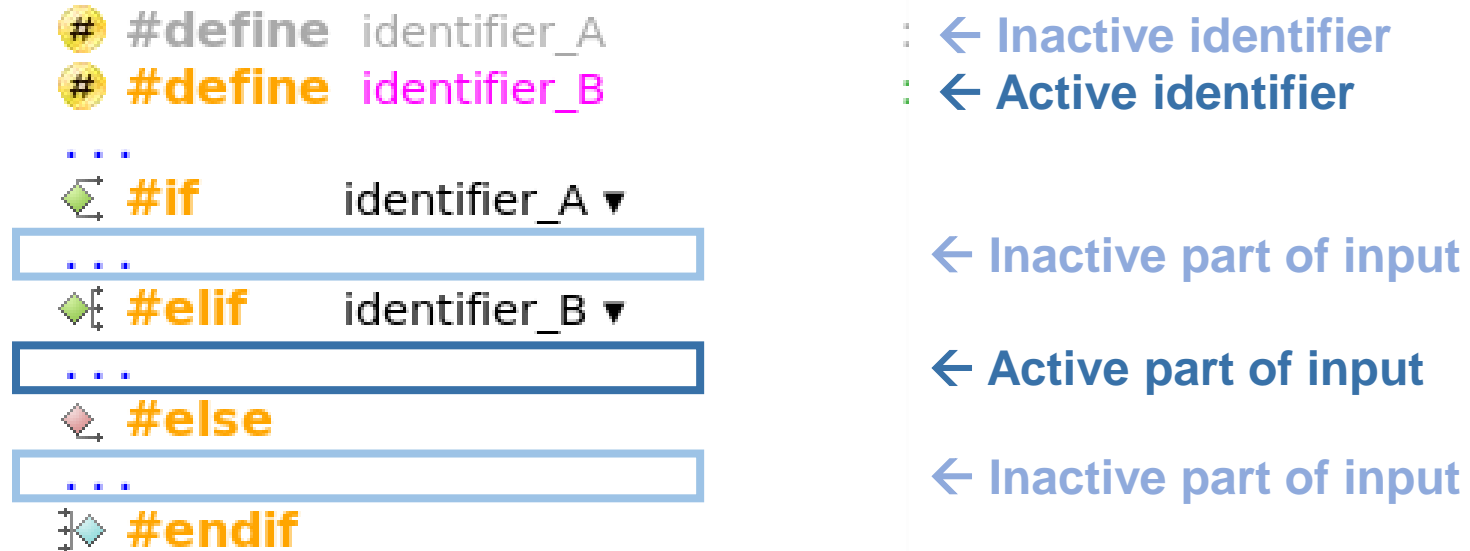 # #define identifier_A : ← Inactive identifier
# #define identifier_B : ← Active identifier
...
#if identifier_A ▾
... ← Inactive part of input
#elif identifier_B ▾
... ← Active part of input
#else
... ← Inactive part of input
#endif